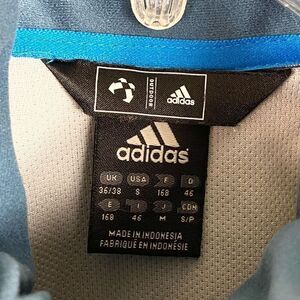 OUTDOOR
adidas
adidas
UK USA F D
36/38 S 168 46
E I J CDN
168 46 M S/P
MADE IN INDONESIA
FABRIQUÉ EN INDONÉSIE